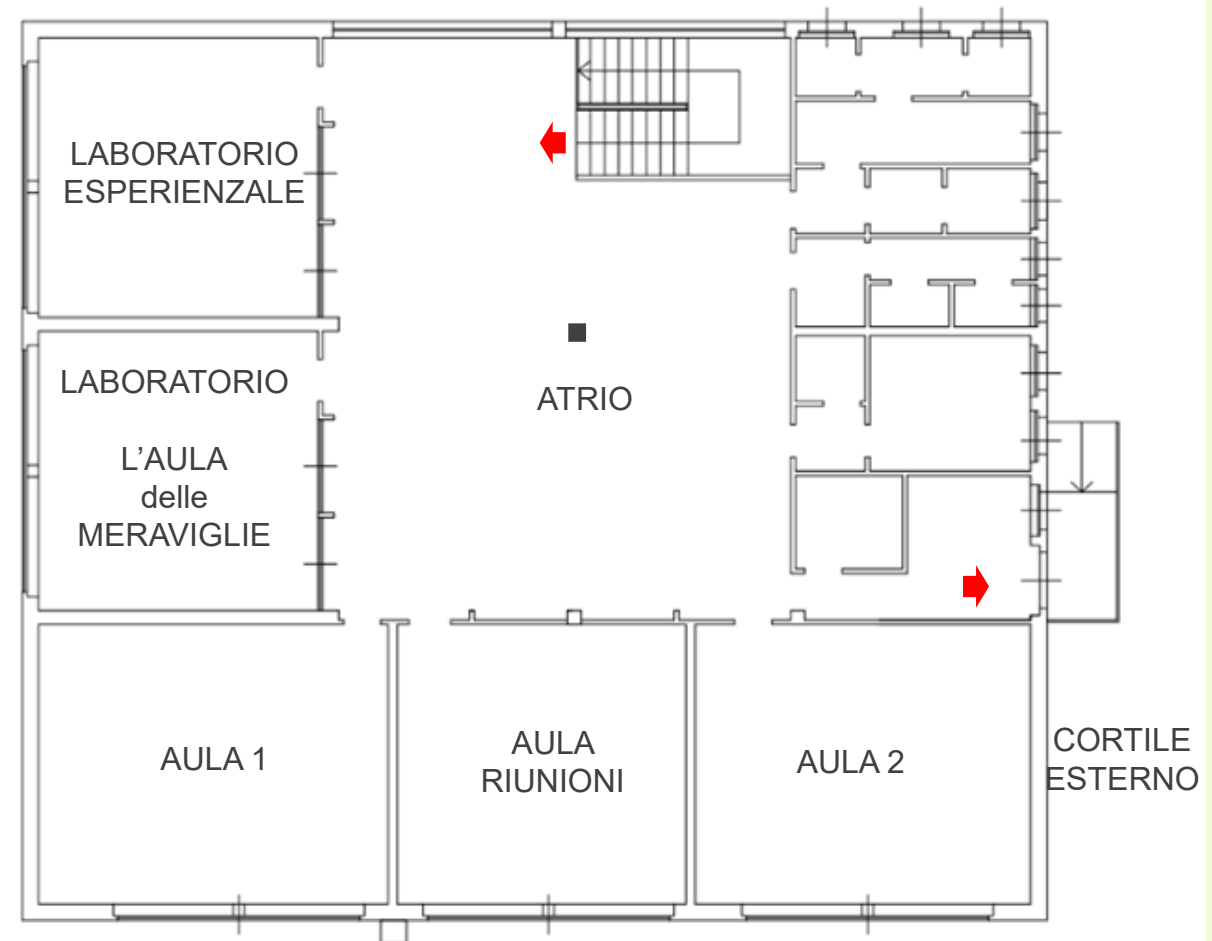 LABORATORIO
ESPERIENZALE
LABORATORIO
L'AULA
delle
MERAVIGLIE
ATRIO
AULA 1
AULA
RIUNIONI
AULA 2
CORTILE
ESTERNO